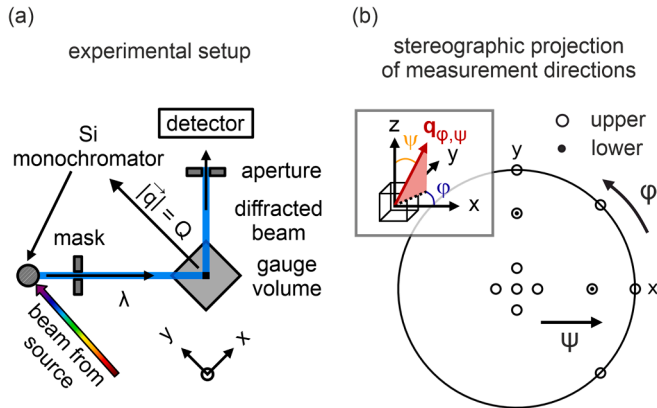 (a)
experimental setup
Si
monochromator
detector
aperture
|q⃗| = Q
diffracted
beam
mask
gauge
volume
λ
beam from
source
y
x
(b)
stereographic projection
of measurement directions
z
ψ
q φ,ψ
y
φ
x
upper
lower
y
φ
x
ψ